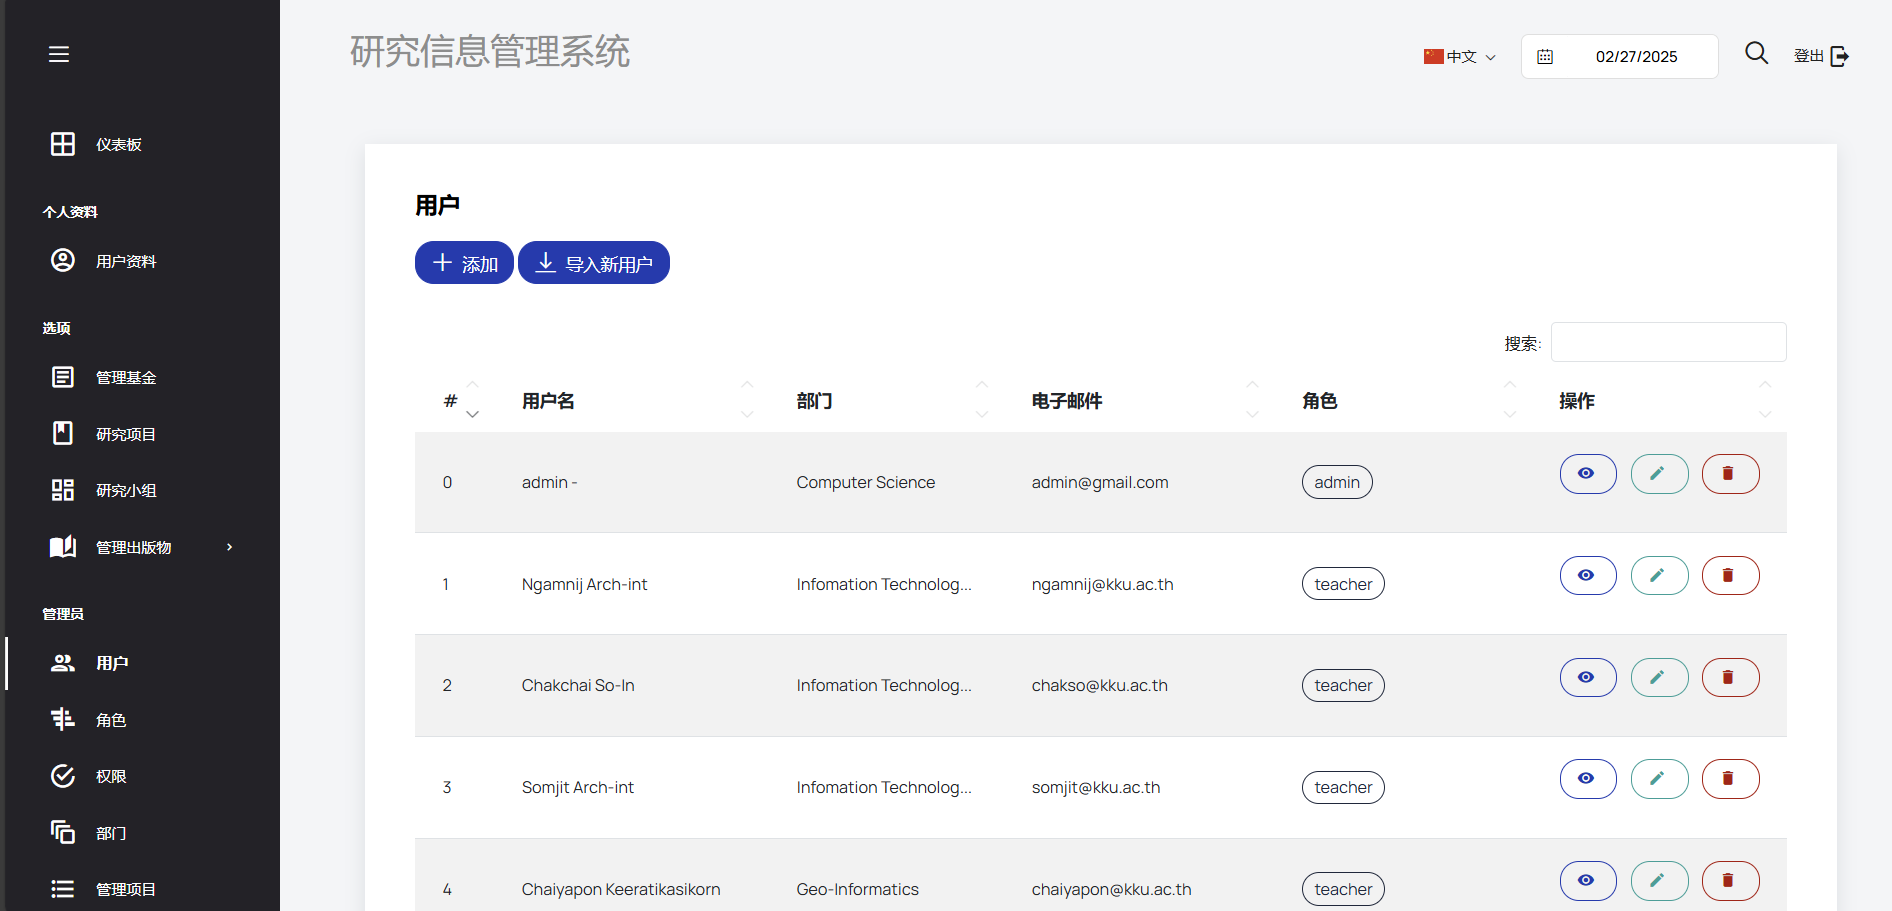 研究信息管理系统
中文
02/27/2025
登出
仪表板
个人资料
用户资料
选项
管理基金
研究项目
研究小组
管理出版物
管理员
用户
角色
权限
部门
管理项目
用户
添加
导入新用户
搜索:
# 用户名 部门 电子邮件 角色 操作
0 admin - Computer Science admin@gmail.com admin
1 Ngamnij Arch-int Infomation Technolog... ngamnij@kku.ac.th teacher
2 Chakchai So-In Infomation Technolog... chakso@kku.ac.th teacher
3 Somjit Arch-int Infomation Technolog... somjit@kku.ac.th teacher
4 Chaiyapon Keeratikasikorn Geo-Informatics chaiyapon@kku.ac.th teacher